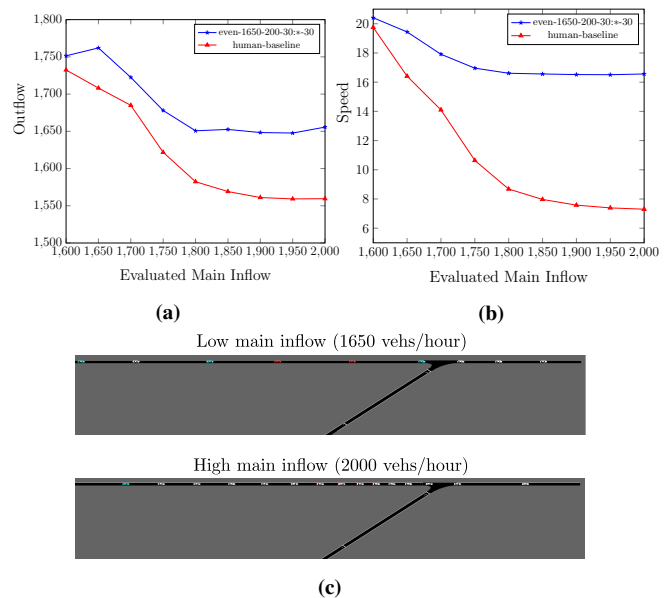 even-1650-200-30:*-30
human-baseline
Outflow
1,800
1,750
1,700
1,650
1,600
1,550
1,500
1,600 1,650 1,700 1,750 1,800 1,850 1,900 1,950 2,000
Evaluated Main Inflow
(a)
even-1650-200-30:*-30
human-baseline
Speed
20
18
16
14
12
10
8
6
1,600 1,650 1,700 1,750 1,800 1,850 1,900 1,950 2,000
Evaluated Main Inflow
(b)
Low main inflow (1650 vehs/hour)
High main inflow (2000 vehs/hour)
(c)